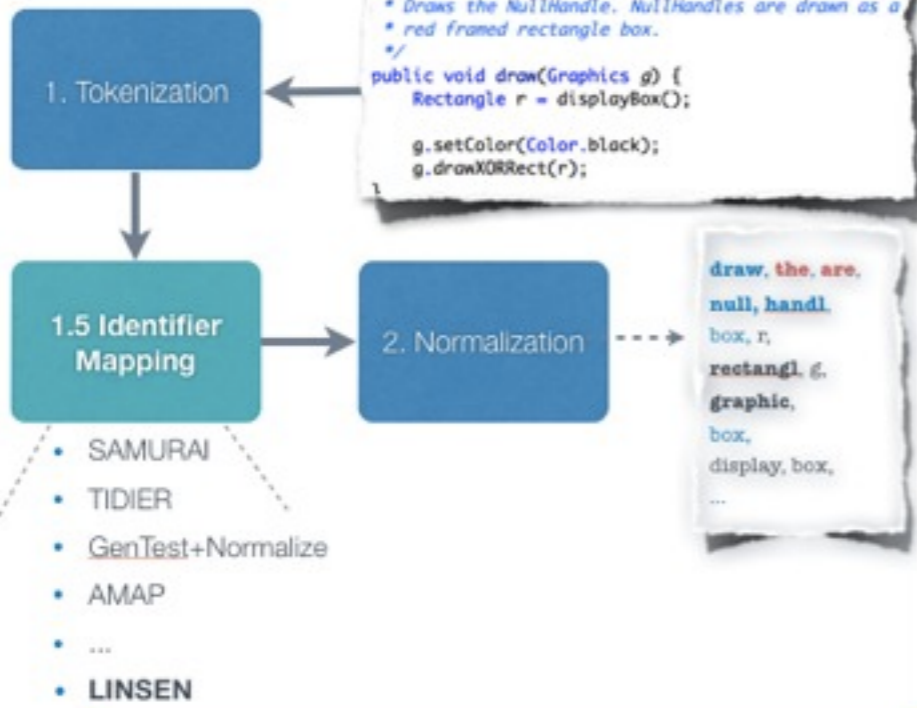 * Draws the NullHandle. NullHandles are drawn as a
* red framed rectangle box.
*/
public void draw(Graphics g) {
Rectangle r = displayBox();
g.setColor(Color.black);
g.drawXORRect(r);
}
1. Tokenization
1.5 Identifier
Mapping
2. Normalization
draw, the, are,
null, handl,
box, r,
rectangl, g,
graphic,
box,
display, box,
...
• SAMURAI
• TIDIER
• GenTest+Normalize
• AMAP
• ...
• LINSEN